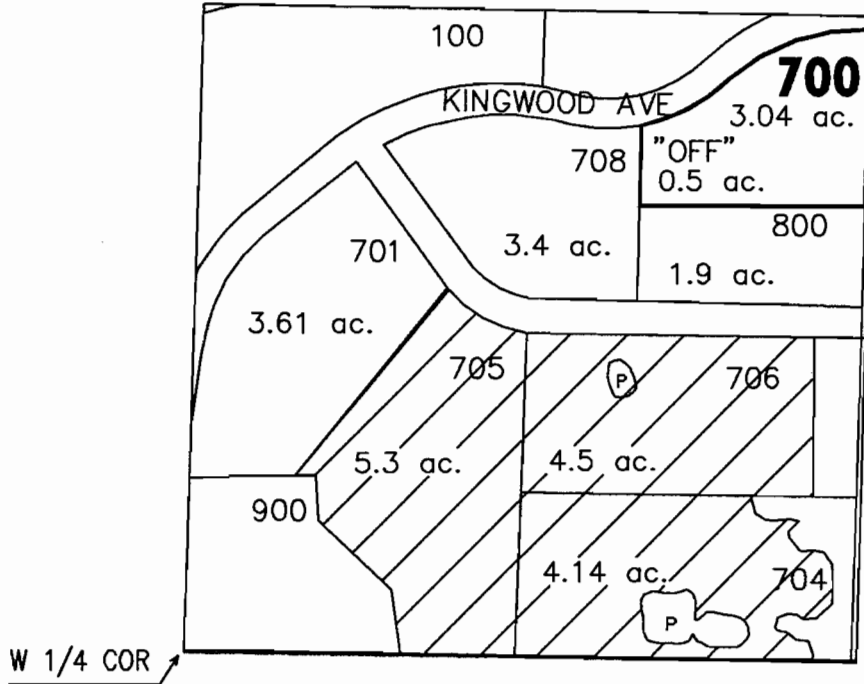 100
700
KINGWOOD AVE
3.04 ac.
"OFF"
708
0.5 ac.
800
701
3.4 ac.
1.9 ac.
3.61 ac.
705
P
706
5.3 ac.
4.5 ac.
900
4.14 ac.
704
P
W 1/4 COR